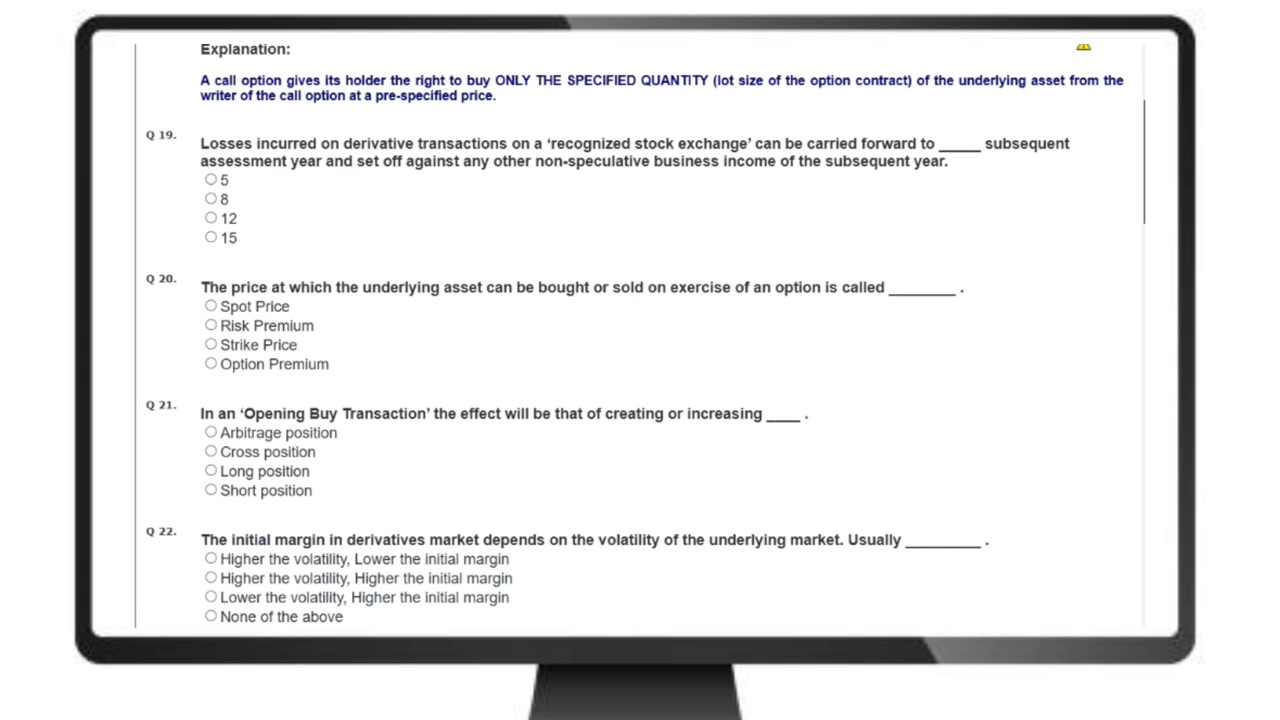 Explanation:
A call option gives its holder the right to buy ONLY THE SPECIFIED QUANTITY (lot size of the option contract) of the underlying asset from the
writer of the call option at a pre-specified price.
Q 19.
Losses incurred on derivative transactions on a ‘recognized stock exchange’ can be carried forward to _____ subsequent
assessment year and set off against any other non-speculative business income of the subsequent year.
5
8
12
15
Q 20.
The price at which the underlying asset can be bought or sold on exercise of an option is called ________ .
Spot Price
Risk Premium
Strike Price
Option Premium
Q 21.
In an ‘Opening Buy Transaction’ the effect will be that of creating or increasing ____ .
Arbitrage position
Cross position
Long position
Short position
Q 22.
The initial margin in derivatives market depends on the volatility of the underlying market. Usually _________ .
Higher the volatility, Lower the initial margin
Higher the volatility, Higher the initial margin
Lower the volatility, Higher the initial margin
None of the above